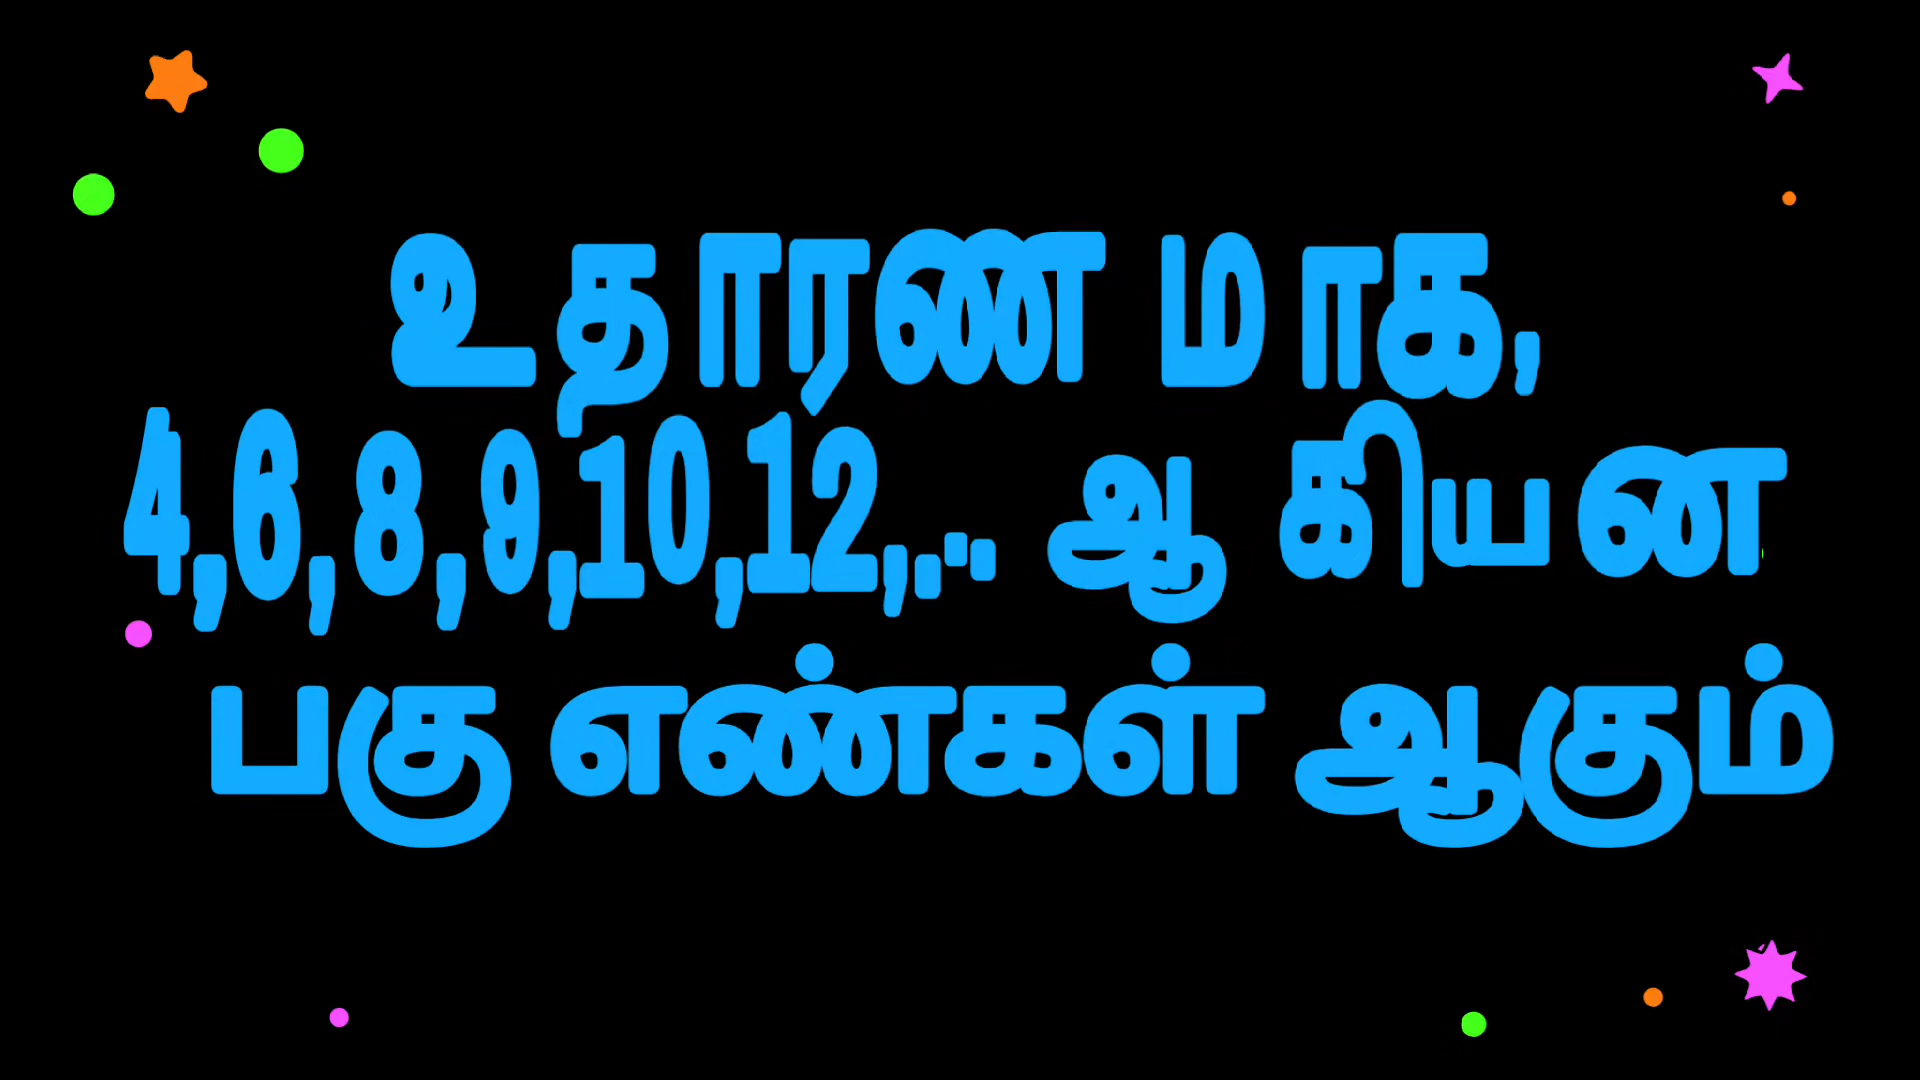 உதாரணமாக,
4,6,8,9,10,12,... ஆகியன
பகு எண்கள் ஆகும்